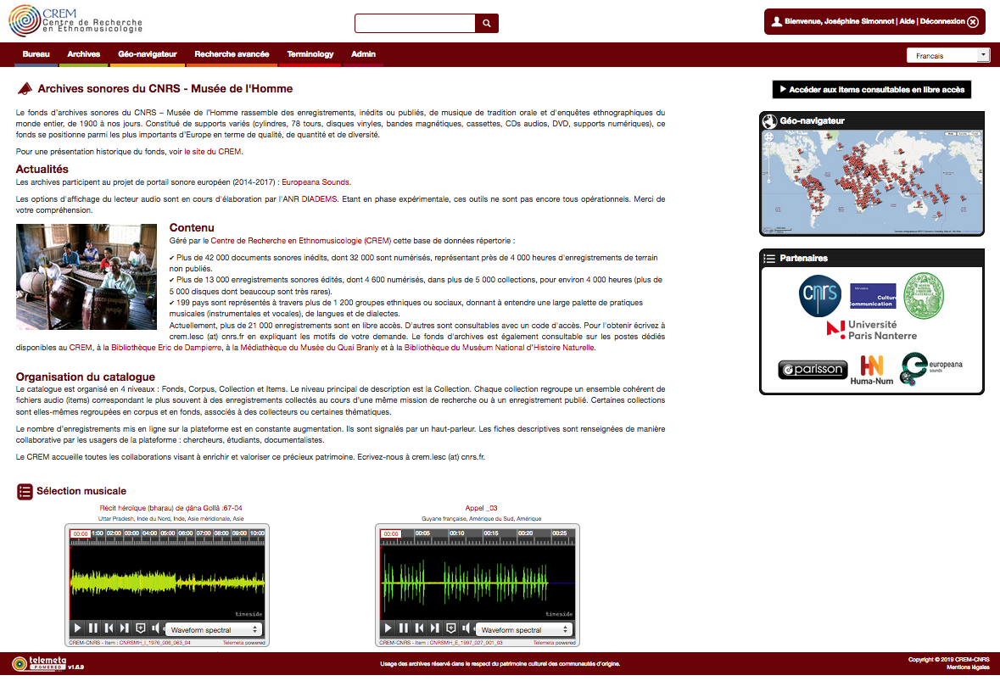 CREM
Centre de Recherche
en Ethnomusicologie
Bienvenue, Joséphine Simonnot | Aide | Déconnexion
Bureau Archives Géo-navigateur Recherche avancée Terminology Admin
Francais
Archives sonores du CNRS - Musée de l'Homme
Le fonds d'archives sonores du CNRS – Musée de l'Homme rassemble des enregistrements, inédits ou publiés, de musique de tradition orale et d'enquêtes ethnographiques du
monde entier, de 1900 à nos jours. Constitué de supports variés (cylindres, 78 tours, disques vinyles, bandes magnétiques, cassettes, CDs audios, DVD, supports numériques), ce
fonds se positionne parmi les plus importants d'Europe en terme de qualité, de quantité et de diversité.
Pour une présentation historique du fonds, voir le site du CREM.
Actualités
Les archives participent au projet de portail sonore européen (2014-2017) : Europeana Sounds.
Les options d'affichage du lecteur audio sont en cours d'élaboration par l'ANR DIADEMS. Etant en phase expérimentale, ces outils ne sont pas encore tous opérationnels. Merci de
votre compréhension.
Contenu
Géré par le Centre de Recherche en Ethnomusicologie (CREM) cette base de données répertorie :
✔ Plus de 42 000 documents sonores inédits, dont 32 000 sont numérisés, représentant près de 4 000 heures d'enregistrements de terrain
non publiés.
✔ Plus de 13 000 enregistrements sonores édités, dont 4 600 numérisés, dans plus de 5 000 collections, pour environ 4 000 heures (plus de
5 000 disques dont beaucoup sont très rares).
✔ 199 pays sont représentés à travers plus de 1 200 groupes ethniques ou sociaux, donnant à entendre une large palette de pratiques
musicales (instrumentales et vocales), de langues et de dialectes.
Actuellement, plus de 21 000 enregistrements sont en libre accès. D'autres sont consultables avec un code d'accès. Pour l'obtenir écrivez à
crem.lesc (at) cnrs.fr en expliquant les motifs de votre demande. Le fonds d'archives est également consultable sur les postes dédiés
disponibles au CREM, à la Bibliothèque Eric de Dampierre, à la Médiathèque du Musée du Quai Branly et à la Bibliothèque du Muséum National d'Histoire Naturelle.
Organisation du catalogue
Le catalogue est organisé en 4 niveaux : Fonds, Corpus, Collection et Items. Le niveau principal de description est la Collection. Chaque collection regroupe un ensemble cohérent de
fichiers audio (items) correspondant le plus souvent à des enregistrements collectés au cours d'une même mission de recherche ou à un enregistrement publié. Certaines collections
sont elles-mêmes regroupées en corpus et en fonds, associés à des collecteurs ou certaines thématiques.
Le nombre d'enregistrements mis en ligne sur la plateforme est en constante augmentation. Ils sont signalés par un haut-parleur. Les fiches descriptives sont renseignées de manière
collaborative par les usagers de la plateforme : chercheurs, étudiants, documentalistes.
Le CREM accueille toutes les collaborations visant à enrichir et valoriser ce précieux patrimoine. Ecrivez-nous à crem.lesc (at) cnrs.fr.
Sélection musicale
Récit héroïque (bharau) de dâna Gollâ :67-04
Uttar Pradesh, Inde du Nord, Inde, Asie méridionale, Asie
00:00 1:00 02:00 03:00 04:00 05:00 06:00 07:00 08:00 09:00 10:00
timeside
Waveform spectral
CREM-CNRS - Item : CNRSMH_I_1976_006_063_04 Telemeta powered
Appel _03
Guyane française, Amérique du Sud, Amérique
00:00 00:05 00:10 00:15 00:20 00:25
timeside
Waveform spectral
CREM-CNRS - Item : CNRSMH_E_1997_027_001_03 Telemeta powered
Accéder aux items consultables en libre accès
Géo-navigateur
Partenaires
cnrs
Culture
Communication
Université
Paris Nanterre
parisson
HN
Huma-Num
europeana
sounds
telemeta
POWERED v1.6.9
Usage des archives réservé dans le respect du patrimoine culturel des communautés d'origine.
Copyright © 2019 CREM-CNRS
Mentions légales